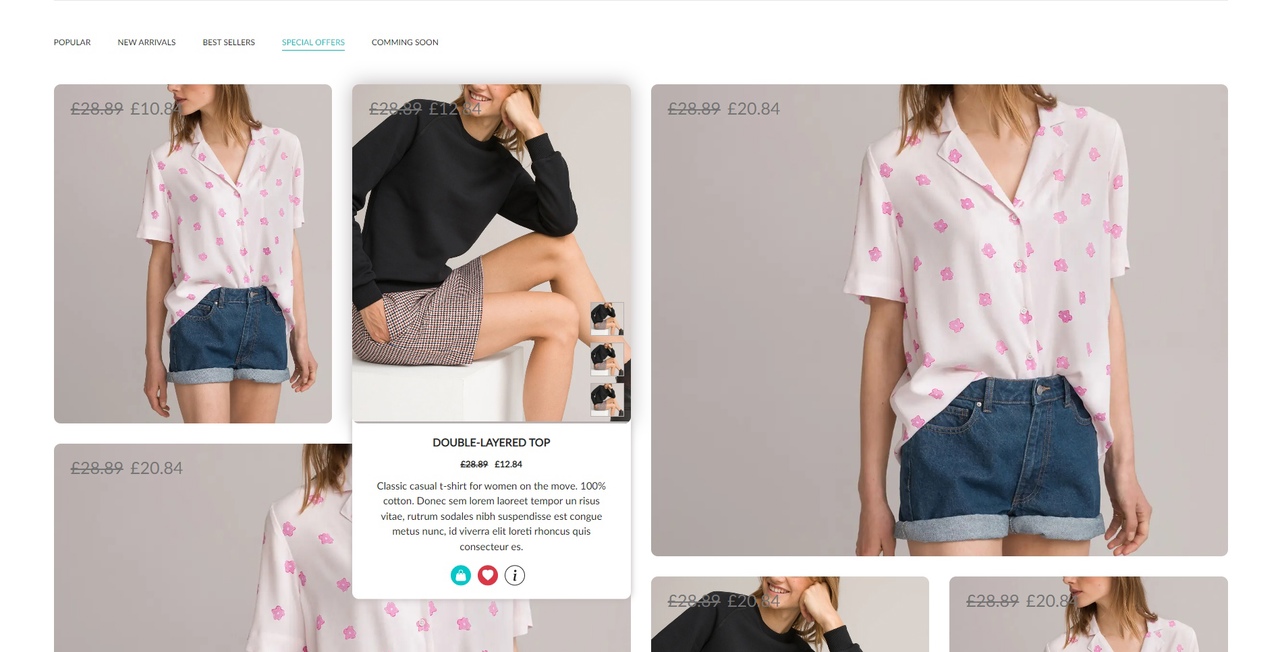 POPULAR NEW ARRIVALS BEST SELLERS SPECIAL OFFERS COMMING SOON
£28.89 £10.84
£28.89 £12.84
£28.89 £20.84
DOUBLE-LAYERED TOP
£28.89 £12.84
Classic casual t-shirt for women on the move. 100%
cotton. Donec sem lorem laoreet tempor un risus
vitae, rutrum sodales nibh suspendisse est congue
metus nunc, id viverra elit loreti rhoncus quis
consecteur es.
i
£28.89 £20.84
£28.89 £20.84
£28.89 £20.84